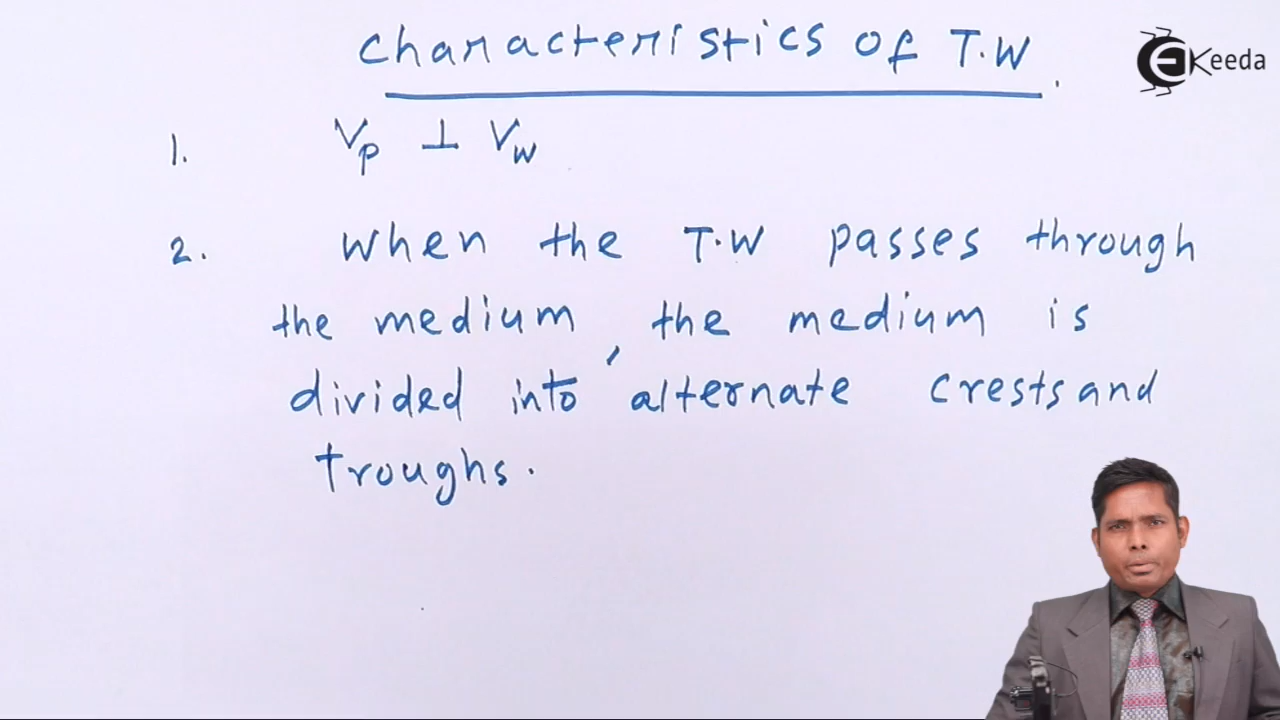 Characteristics of T.W.
Keeda
1. Vp ⊥ Vw
2. When the T.W passes through
the medium, the medium is
divided into alternate crests and
troughs.